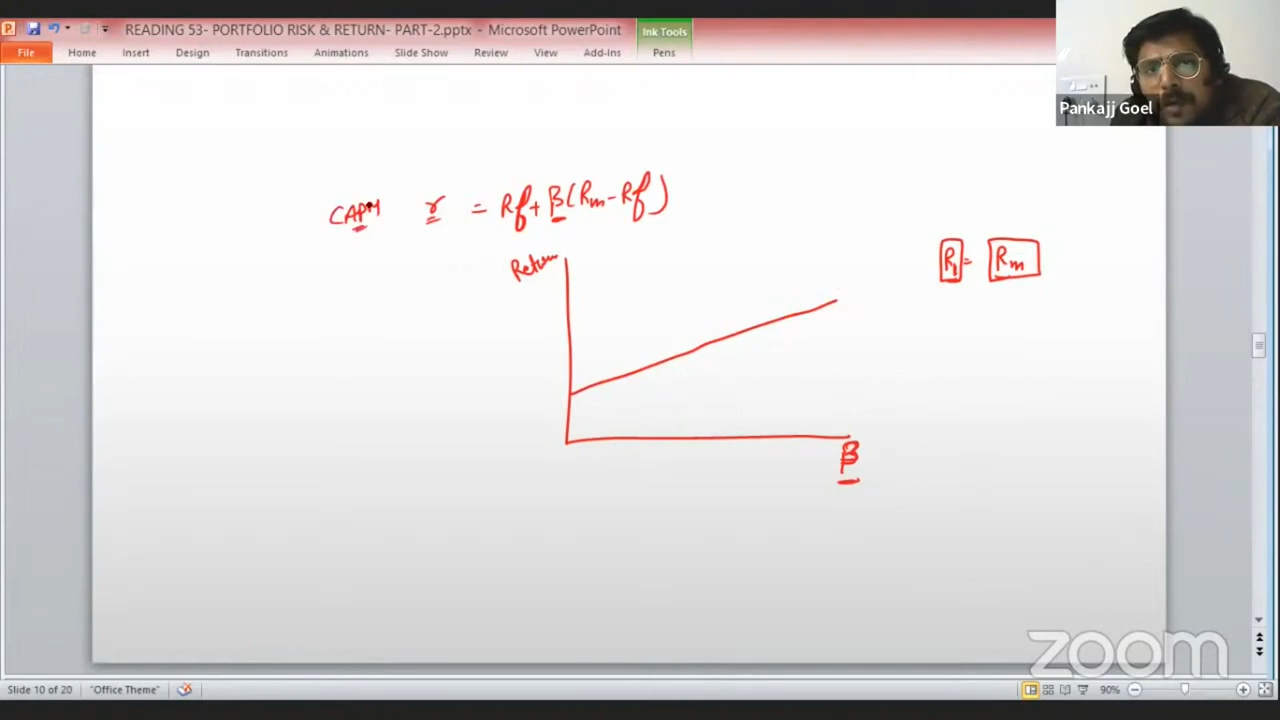 READING 53- PORTFOLIO RISK & RETURN- PART-2.pptx - Microsoft PowerPoint
Ink Tools
File Home Insert Design Transitions Animations Slide Show Review View Add-Ins Pens
Pankajj Goel
CAPM r = Rf + β (Rm - Rf)
R1 = Rm
Return
β
zoom
Slide 10 of 20 "Office Theme" 90%